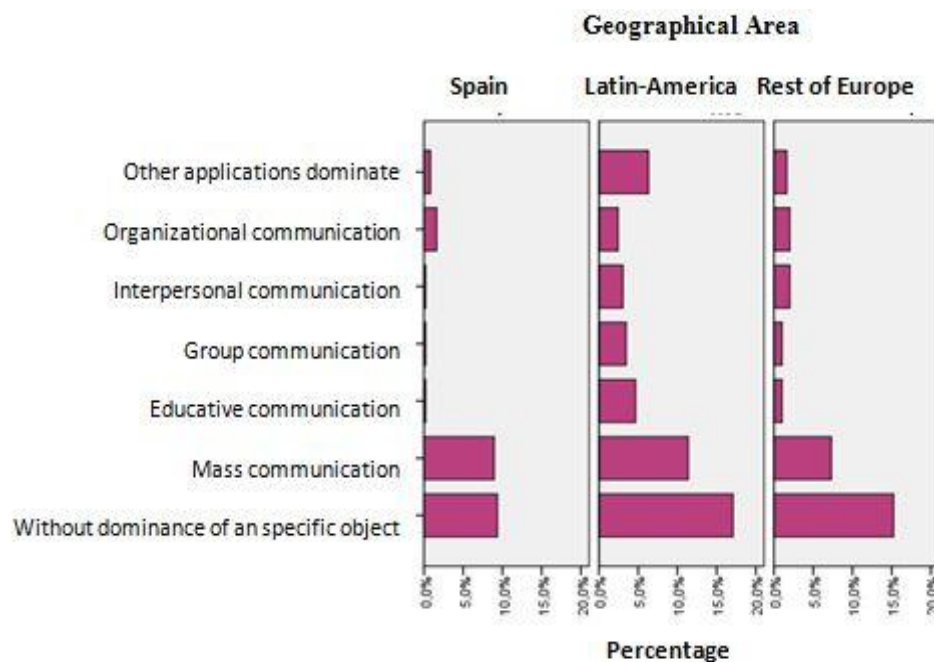 Geographical Area
Spain Latin-America Rest of Europe
Other applications dominate
Organizational communication
Interpersonal communication
Group communication
Educative communication
Mass communication
Without dominance of an specific object
0,0% 5,0% 10,0% 15,0% 20,0% 0,0% 5,0% 10,0% 15,0% 20,0% 0,0% 5,0% 10,0% 15,0% 20,0%
Percentage